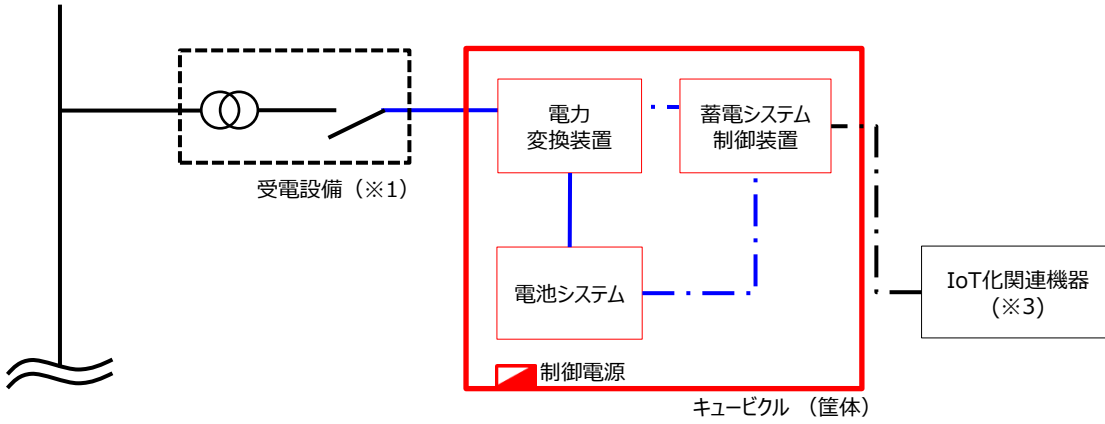 電力
変換装置
蓄電システム
制御装置
受電設備（※1）
電池システム
IoT化関連機器
(※3)
制御電源
キュービクル （筐体）